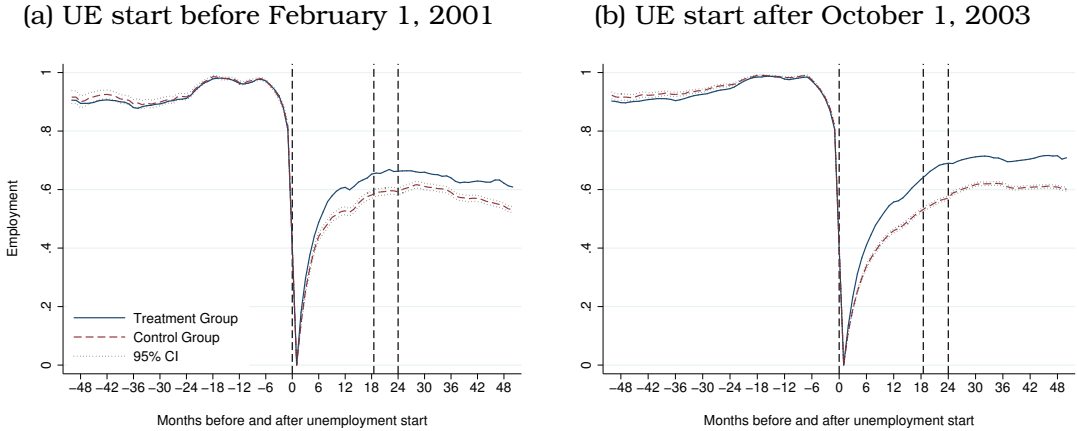 (a) UE start before February 1, 2001
(b) UE start after October 1, 2003
Employment
1
.8
.6
.4
.2
0
Treatment Group
Control Group
95% CI
−48 −42 −36 −30 −24 −18 −12 −6 0 6 12 18 24 30 36 42 48
Months before and after unemployment start
1
.8
.6
.4
.2
0
−48 −42 −36 −30 −24 −18 −12 −6 0 6 12 18 24 30 36 42 48
Months before and after unemployment start